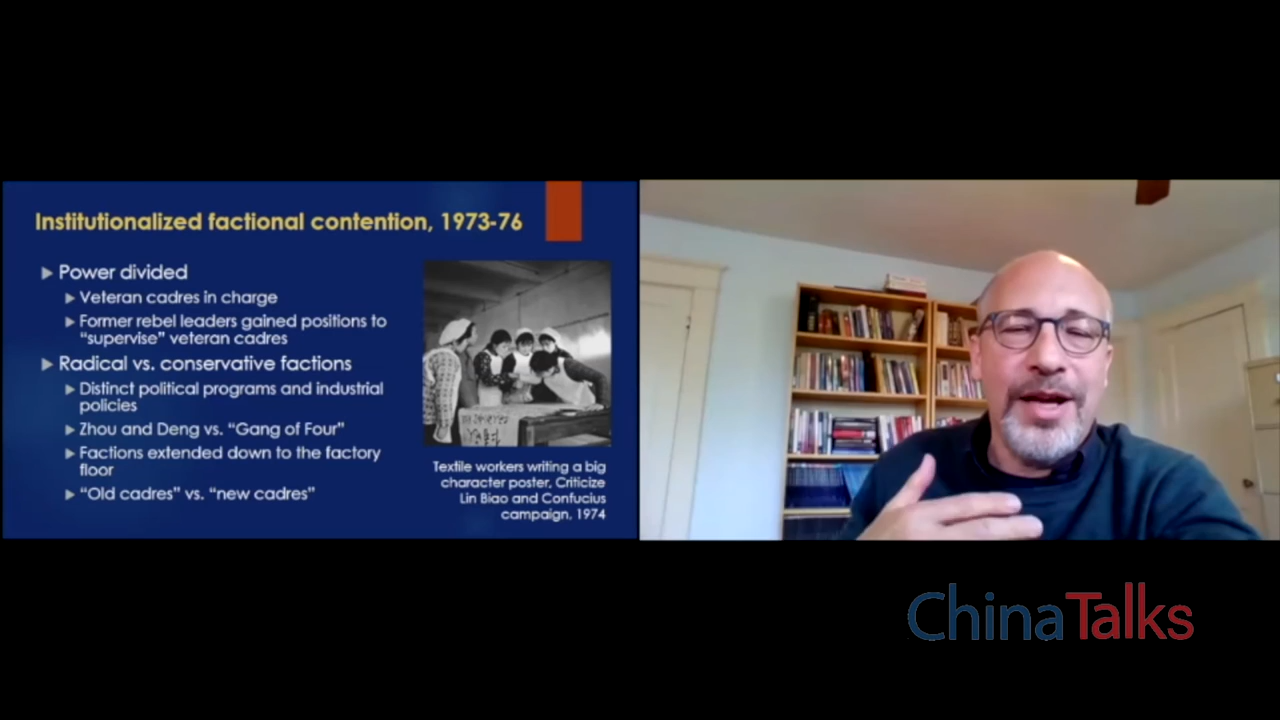 Institutionalized factional contention, 1973-76
Power divided
Veteran cadres in charge
Former rebel leaders gained positions to
“supervise” veteran cadres
Radical vs. conservative factions
Distinct political programs and industrial
policies
Zhou and Deng vs. “Gang of Four”
Factions extended down to the factory
floor
“Old cadres” vs. “new cadres”
Textile workers writing a big
character poster, Criticize
Lin Biao and Confucius
campaign, 1974
ChinaTalks